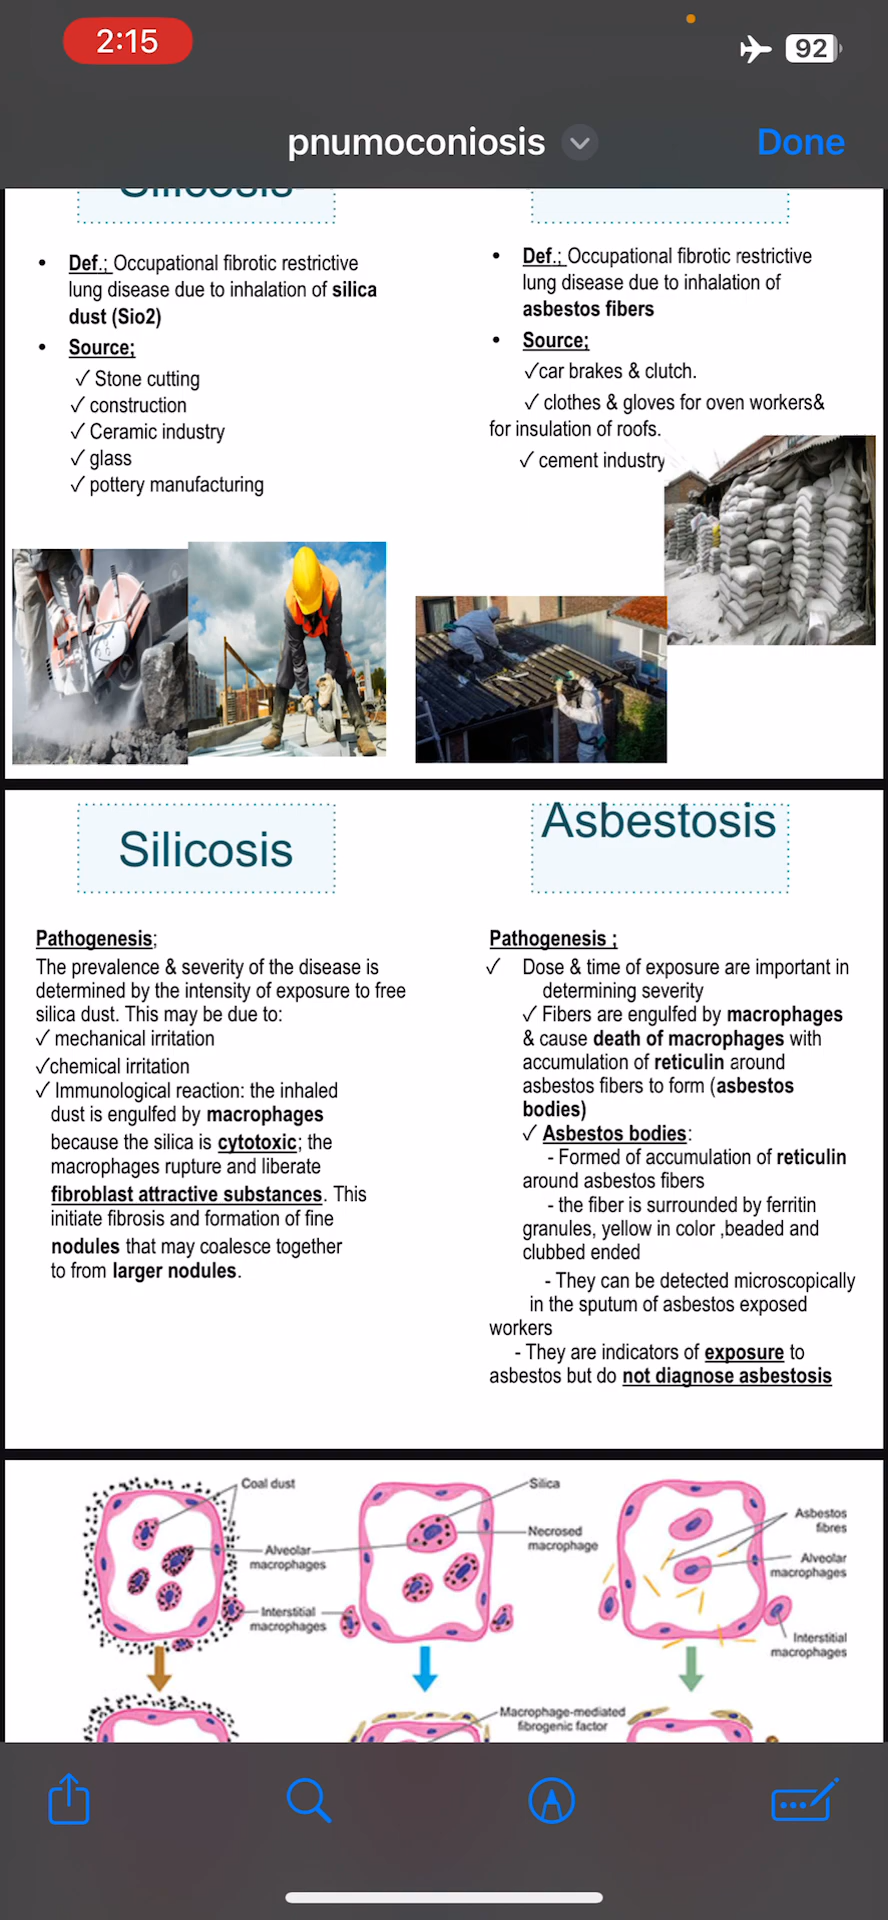 2:15
92
pnumoconiosis
Done
Silicosis
• Def.; Occupational fibrotic restrictive
lung disease due to inhalation of silica
dust (Sio2)
• Source;
✓ Stone cutting
✓ construction
✓ Ceramic industry
✓ glass
✓ pottery manufacturing
• Def.; Occupational fibrotic restrictive
lung disease due to inhalation of
asbestos fibers
• Source;
✓car brakes & clutch.
✓ clothes & gloves for oven workers&
for insulation of roofs.
✓ cement industry
Silicosis
Pathogenesis;
The prevalence & severity of the disease is
determined by the intensity of exposure to free
silica dust. This may be due to:
✓ mechanical irritation
✓chemical irritation
✓ Immunological reaction: the inhaled
dust is engulfed by macrophages
because the silica is cytotoxic; the
macrophages rupture and liberate
fibroblast attractive substances. This
initiate fibrosis and formation of fine
nodules that may coalesce together
to from larger nodules.
Asbestosis
Pathogenesis ;
✓ Dose & time of exposure are important in
determining severity
✓ Fibers are engulfed by macrophages
& cause death of macrophages with
accumulation of reticulin around
asbestos fibers to form (asbestos
bodies)
✓ Asbestos bodies:
- Formed of accumulation of reticulin
around asbestos fibers
- the fiber is surrounded by ferritin
granules, yellow in color ,beaded and
clubbed ended
- They can be detected microscopically
in the sputum of asbestos exposed
workers
- They are indicators of exposure to
asbestos but do not diagnose asbestosis
Coal dust
Alveolar
macrophages
Interstitial
macrophages
Silica
Necrosed
macrophage
Macrophage-mediated
fibrogenic factor
Asbestos
fibres
Alveolar
macrophages
Interstitial
macrophages